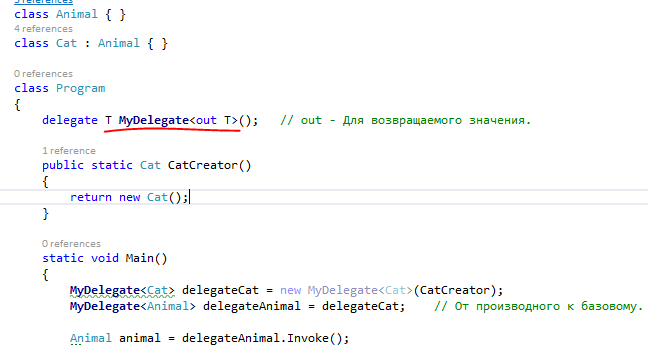 5 references
class Animal { }
4 references
class Cat : Animal { }
0 references
class Program
{
delegate T MyDelegate<out T>(); // out - Для возвращаемого значения.
1 reference
public static Cat CatCreator()
{
return new Cat();
}
0 references
static void Main()
{
MyDelegate<Cat> delegateCat = new MyDelegate<Cat>(CatCreator);
MyDelegate<Animal> delegateAnimal = delegateCat; // От производного к базовому.
Animal animal = delegateAnimal.Invoke();